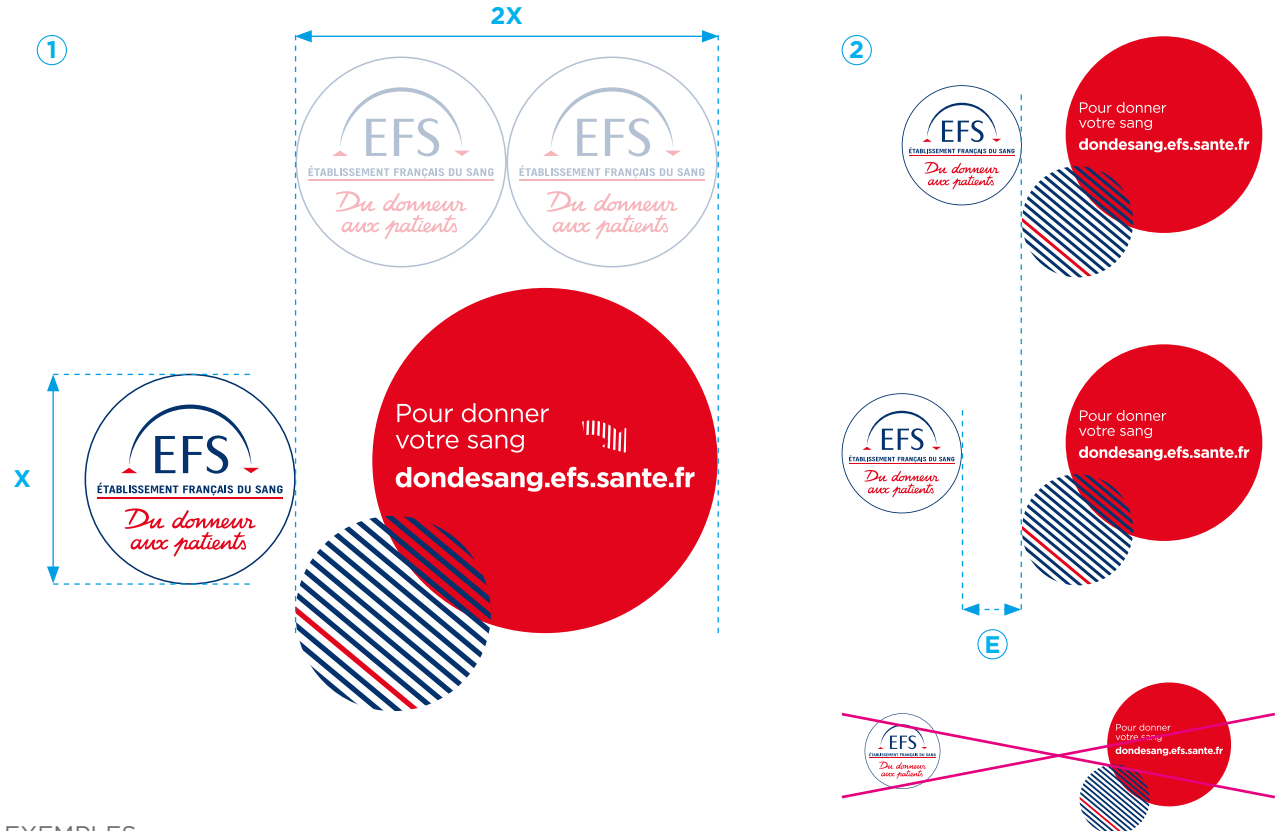 1
2X
EFS
ÉTABLISSEMENT FRANÇAIS DU SANG
Du donneur
aux patients
EFS
ÉTABLISSEMENT FRANÇAIS DU SANG
Du donneur
aux patients
X
EFS
ÉTABLISSEMENT FRANÇAIS DU SANG
Du donneur
aux patients
Pour donner
votre sang
dondesang.efs.sante.fr
2
EFS
ÉTABLISSEMENT FRANÇAIS DU SANG
Du donneur
aux patients
Pour donner
votre sang
dondesang.efs.sante.fr
EFS
ÉTABLISSEMENT FRANÇAIS DU SANG
Du donneur
aux patients
Pour donner
votre sang
dondesang.efs.sante.fr
E
EFS
ÉTABLISSEMENT FRANÇAIS DU SANG
Du donneur
aux patients
Pour donner
votre sang
dondesang.efs.sante.fr
EXEMPLES